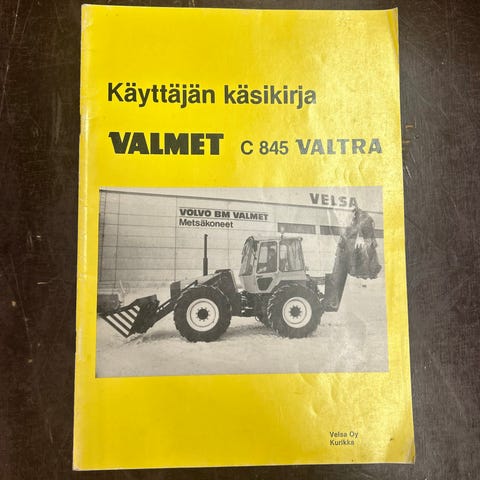 Käyttäjän käsikirja
VALMET C 845 VALTRA
VELSA
VOLVO BM VALMET
Metsäkoneet
Velsa Oy
Kurikka